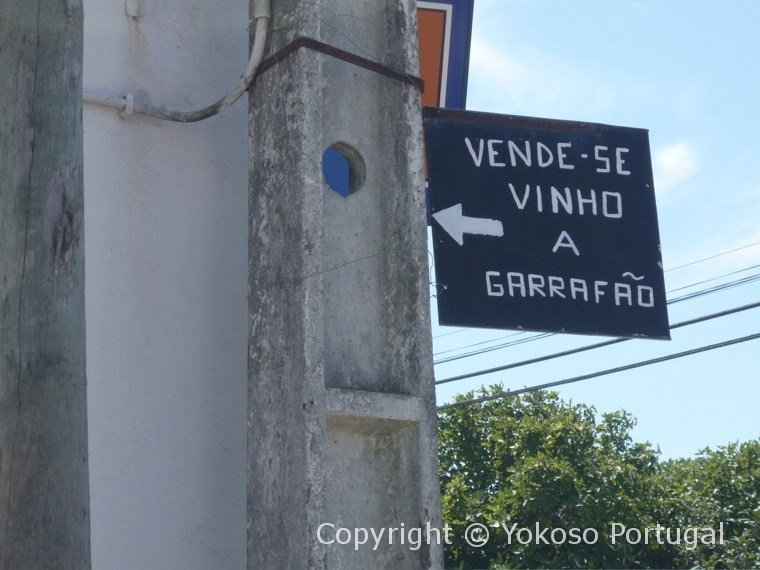 VENDE-SE
VINHO
A
GARRAFÃO
Copyright © Yokoso Portugal